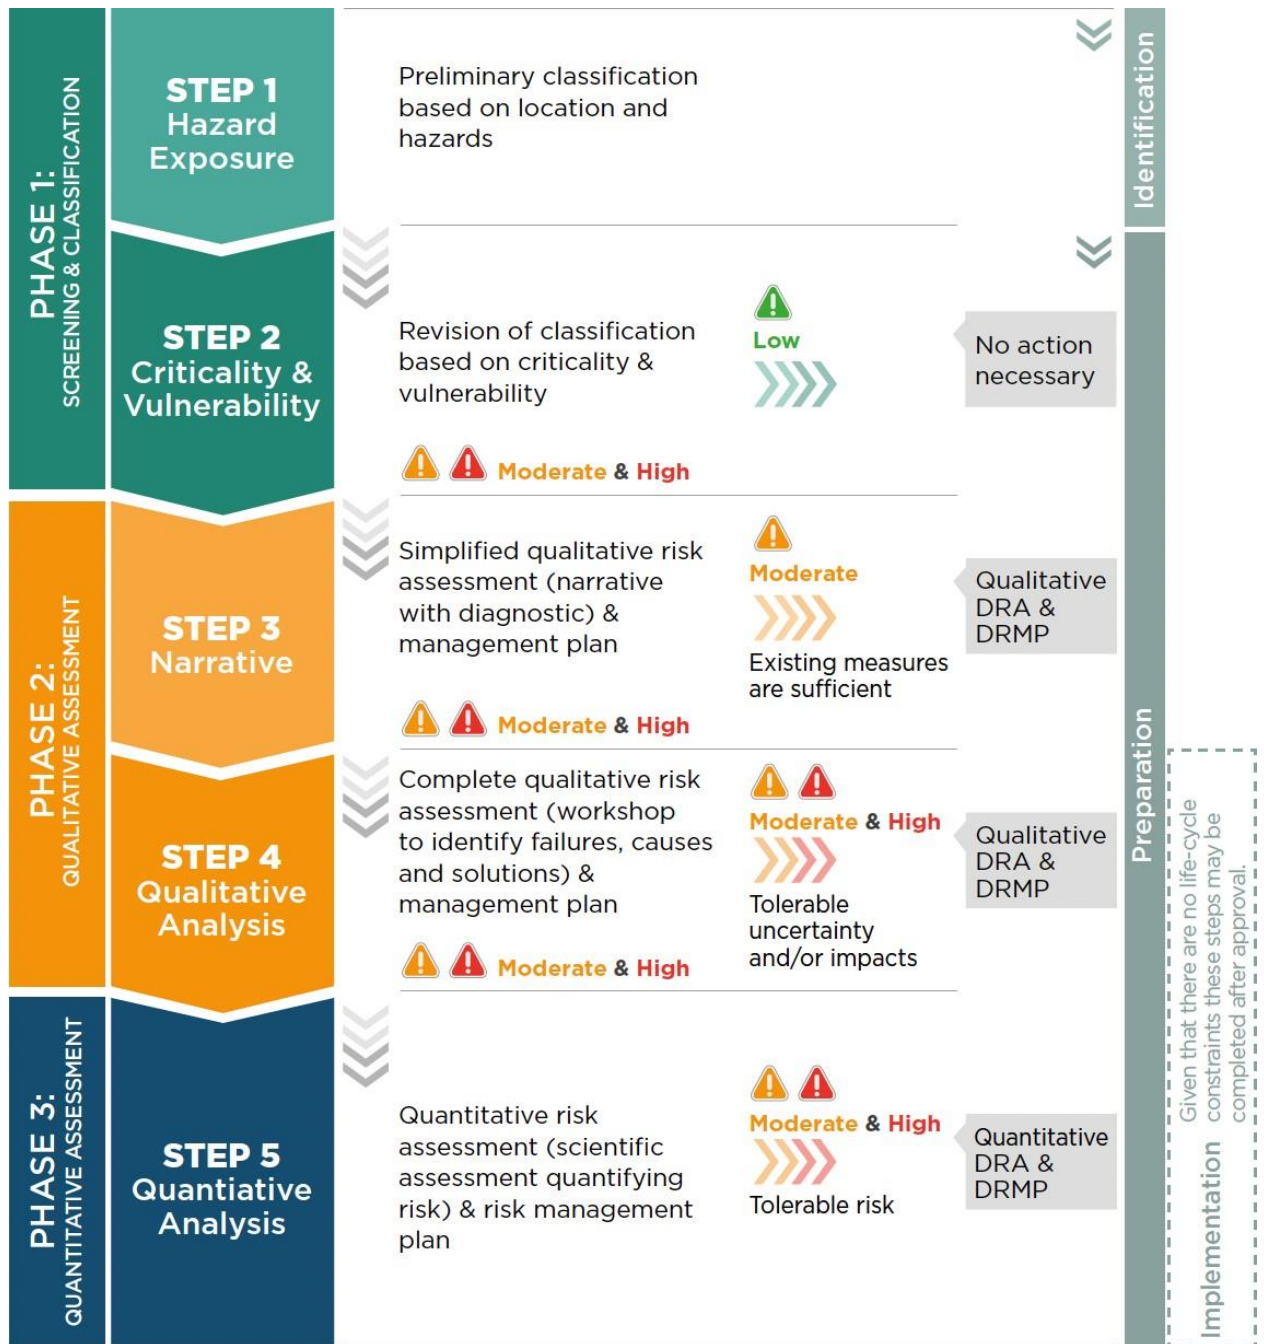 PHASE 1:
SCREENING & CLASSIFICATION
STEP 1
Hazard
Exposure
Preliminary classification
based on location and
hazards
Identification
STEP 2
Criticality &
Vulnerability
Revision of classification
based on criticality &
vulnerability
Low
No action
necessary
Moderate & High
PHASE 2:
QUALITATIVE ASSESSMENT
STEP 3
Narrative
Simplified qualitative risk
assessment (narrative
with diagnostic) &
management plan
Moderate
Existing measures
are sufficient
Qualitative
DRA &
DRMP
Moderate & High
STEP 4
Qualitative
Analysis
Complete qualitative risk
assessment (workshop
to identify failures, causes
and solutions) &
management plan
Moderate & High
Tolerable
uncertainty
and/or impacts
Qualitative
DRA &
DRMP
Moderate & High
PHASE 3:
QUANTITATIVE ASSESSMENT
STEP 5
Quantiative
Analysis
Quantitative risk
assessment (scientific
assessment quantifying
risk) & risk management
plan
Moderate & High
Tolerable risk
Quantitative
DRA &
DRMP
Preparation
Implementation
Given that there are no life-cycle
constraints these steps may be
completed after approval.